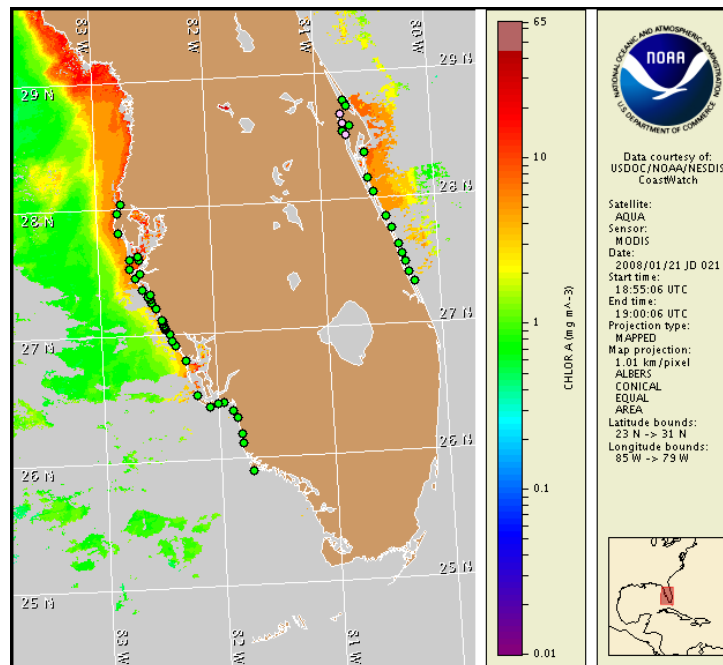 83 W
82 W
81 W
80 W
29 N
29 N
28 N
28 N
27 N
27 N
26 N
26 N
25 N
25 N
83 W
82 W
81 W
65
10
1
0.1
0.01
CHLOR A (mg m^-3)
NATIONAL OCEANIC AND ATMOSPHERIC ADMINISTRATION
NOAA
U.S. DEPARTMENT OF COMMERCE
Data courtesy of:
USDOC/NOAA/NESDIS
CoastWatch
Satellite:
AQUA
Sensor:
MODIS
Date:
2008/01/21 JD 021
Start time:
18:55:06 UTC
End time:
19:00:06 UTC
Projection type:
MAPPED
Map projection:
1.01 km/pixel
ALBERS
CONICAL
EQUAL
AREA
Latitude bounds:
23 N -> 31 N
Longitude bounds:
85 W -> 79 W